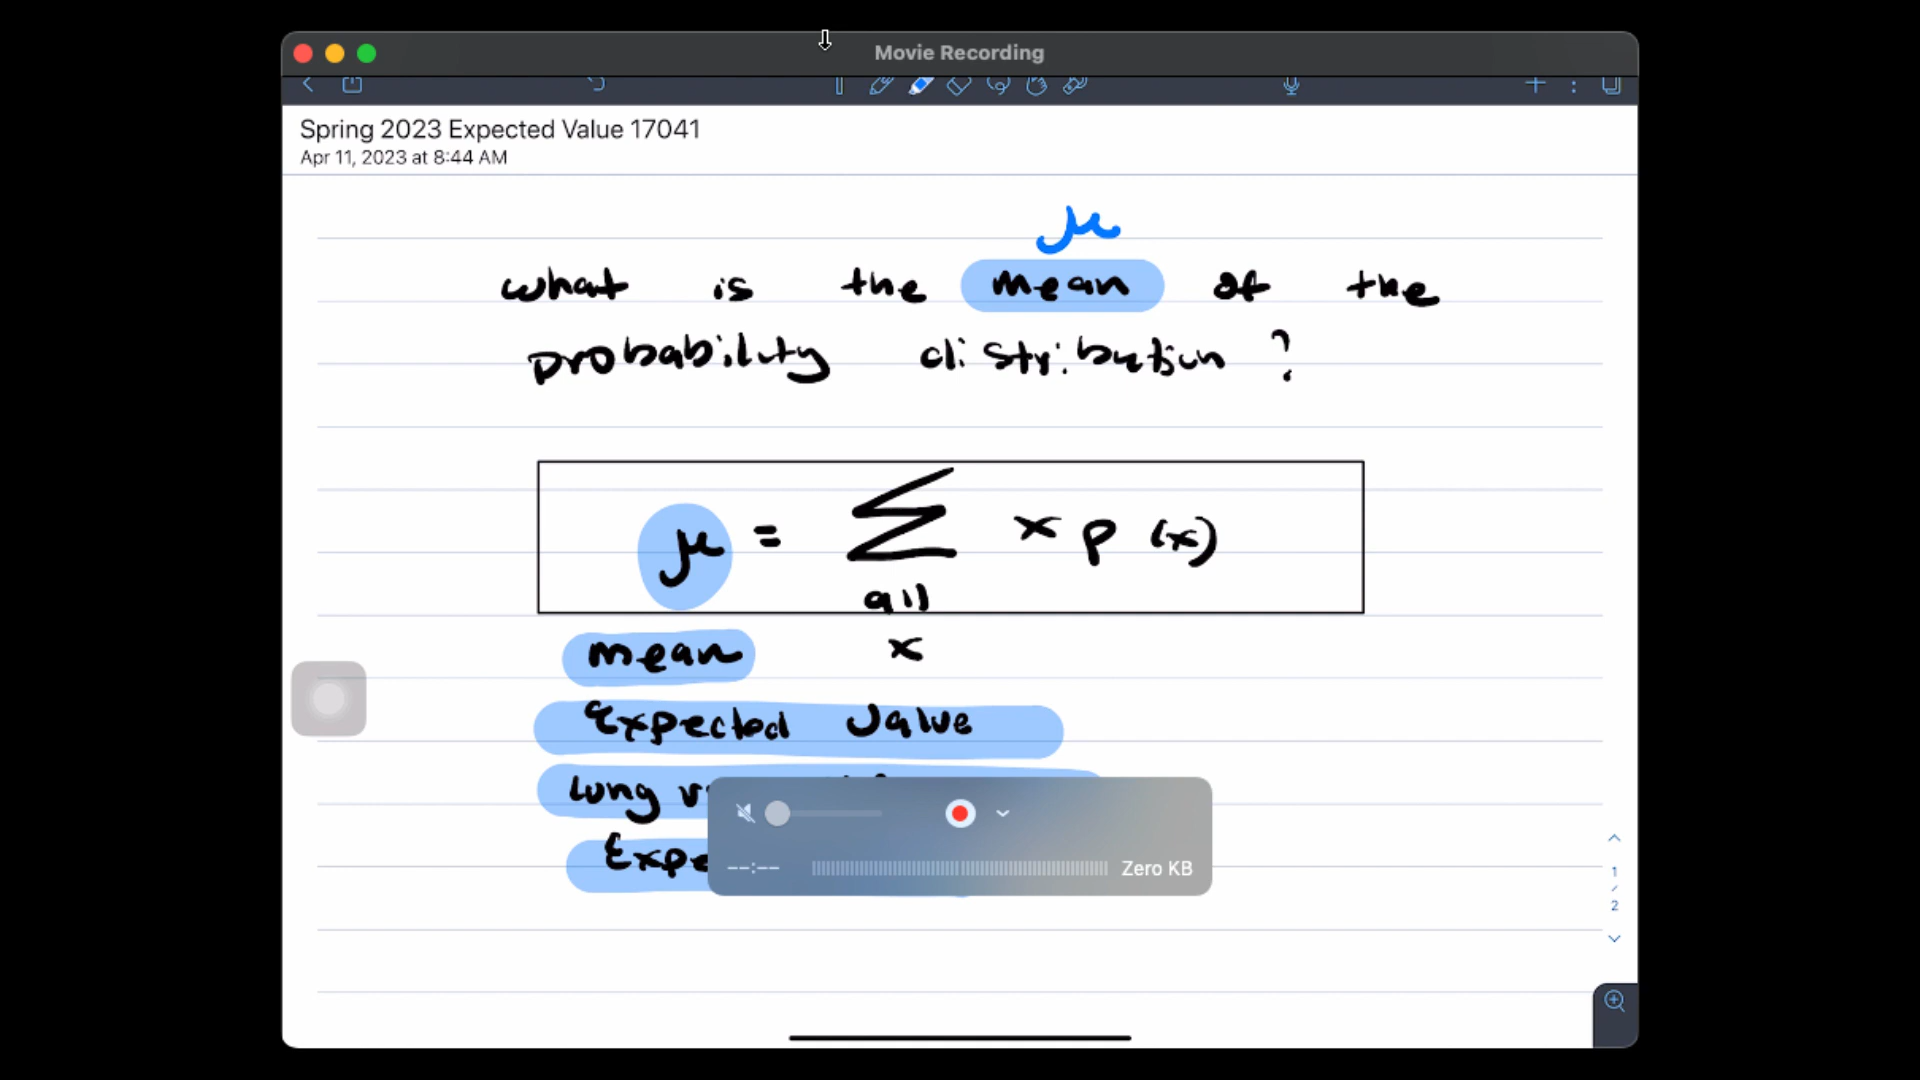 Movie Recording
Spring 2023 Expected Value 17041
Apr 11, 2023 at 8:44 AM
μ
what is the mean of the
probability distribution ?
μ = ∑ x p (x)
all
mean x
Expected Value
Long
--:-- Zero KB
1
/
2